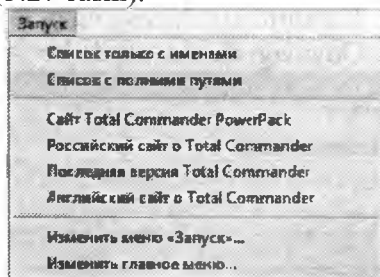 Запуск
Список только с именами
Список с полными путями
Сайт Total Commander PowerPack
Российский сайт о Total Commander
Последняя версия Total Commander
Английский сайт о Total Commander
Изменить меню «Запуск»...
Изменить главное меню...